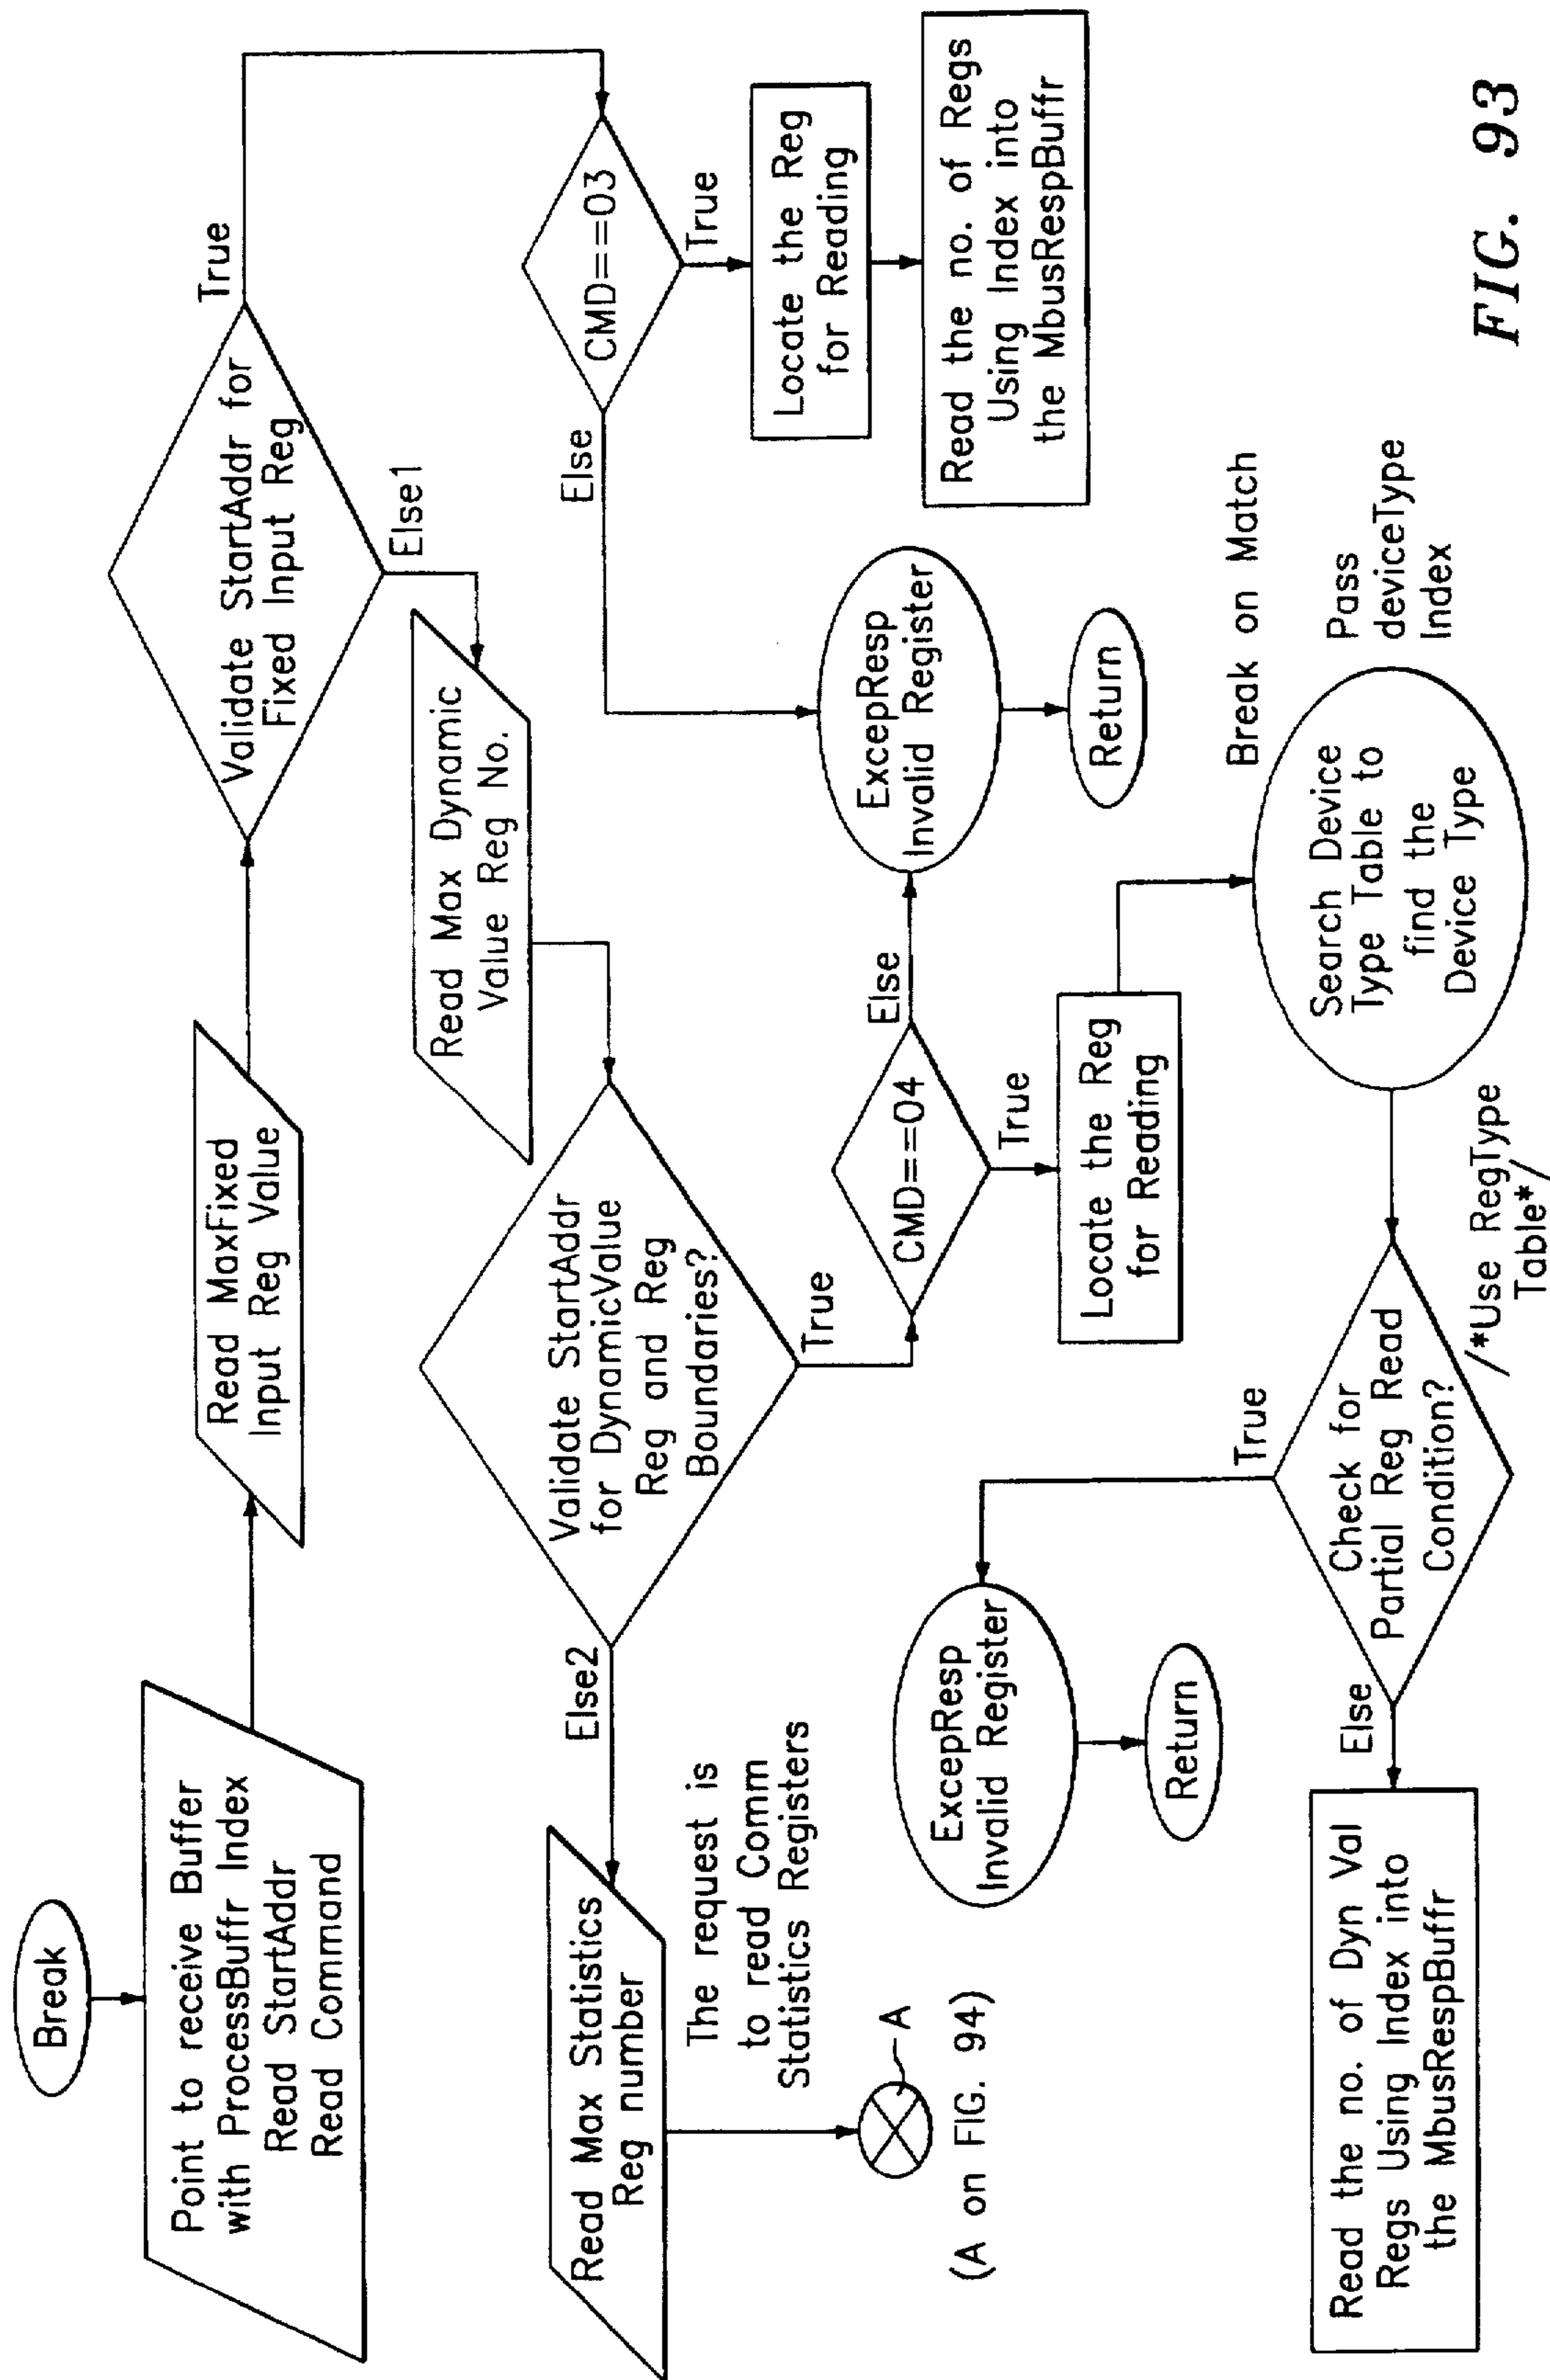 Break
Point to receive Buffer
with ProcessBuffr Index
Read StartAddr
Read Command
Read MaxFixed
Input Reg Value
Validate StartAddr for
Fixed Input Reg
True
Else1
Read Max Dynamic
Value Reg No.
CMD==03
Else
True
Locate the Reg
for Reading
Read the no. of Regs
Using Index into
the MbusRespBuffr
Validate StartAddr
for DynamicValue
Reg and Reg
Boundaries?
Else2
True
Read Max Statistics
Reg number
The request is
to read Comm
Statistics Registers
A
(A on FIG. 94)
CMD==04
Else
True
ExcepResp
Invalid Register
Return
Locate the Reg
for Reading
Break on Match
Search Device
Type Table to
find the
Device Type
Pass
deviceType
Index
Check for
Partial Reg Read
Condition?
/*Use RegType
Table*/
True
Else
ExcepResp
Invalid Register
Return
Read the no. of Dyn Val
Regs Using Index into
the MbusRespBuffr
FIG. 93